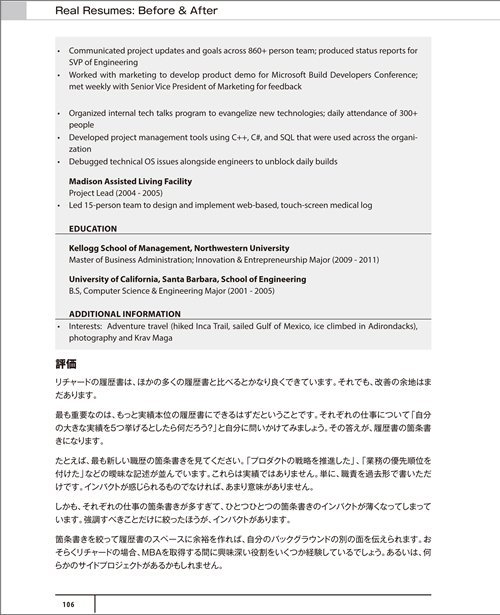 Real Resumes: Before & After
• Communicated project updates and goals across 860+ person team; produced status reports for
SVP of Engineering
• Worked with marketing to develop product demo for Microsoft Build Developers Conference;
met weekly with Senior Vice President of Marketing for feedback
• Organized internal tech talks program to evangelize new technologies; daily attendance of 300+
people
• Developed project management tools using C++, C#, and SQL that were used across the organi-
zation
• Debugged technical OS issues alongside engineers to unblock daily builds
Madison Assisted Living Facility
Project Lead (2004 - 2005)
• Led 15-person team to design and implement web-based, touch-screen medical log
EDUCATION
Kellogg School of Management, Northwestern University
Master of Business Administration; Innovation & Entrepreneurship Major (2009 - 2011)
University of California, Santa Barbara, School of Engineering
B.S, Computer Science & Engineering Major (2001 - 2005)
ADDITIONAL INFORMATION
• Interests: Adventure travel (hiked Inca Trail, sailed Gulf of Mexico, ice climbed in Adirondacks),
photography and Krav Maga
評価
リチャードの履歴書は、ほかの多くの履歴書と比べるとかなり良くできています。それでも、改善の余地はま
だあります。
最も重要なのは、もっと実績本位の履歴書にできるはずだということです。それぞれの仕事について「自分
の大きな実績を5つ挙げるとしたら何だろう？」と自分に問いかけてみましょう。その答えが、履歴書の箇条書
きになります。
たとえば、最も新しい職歴の箇条書きを見てください。「プロダクトの戦略を推進した」、「業務の優先順位を
付けた」などの曖昧な記述が並んでいます。これらは実績ではありません。単に、職責を過去形で書いただ
けです。インパクトが感じられるものでなければ、あまり意味がありません。
しかも、それぞれの仕事の箇条書きが多すぎて、ひとつひとつの箇条書きのインパクトが薄くなってしまって
います。強調すべきことだけに絞ったほうが、インパクトがあります。
箇条書きを絞って履歴書のスペースに余裕を作れば、自分のバックグラウンドの別の面を伝えられます。お
そらくリチャードの場合、MBAを取得する間に興味深い役割をいくつか経験しているでしょう。あるいは、何
らかのサイドプロジェクトがあるかもしれません。
106